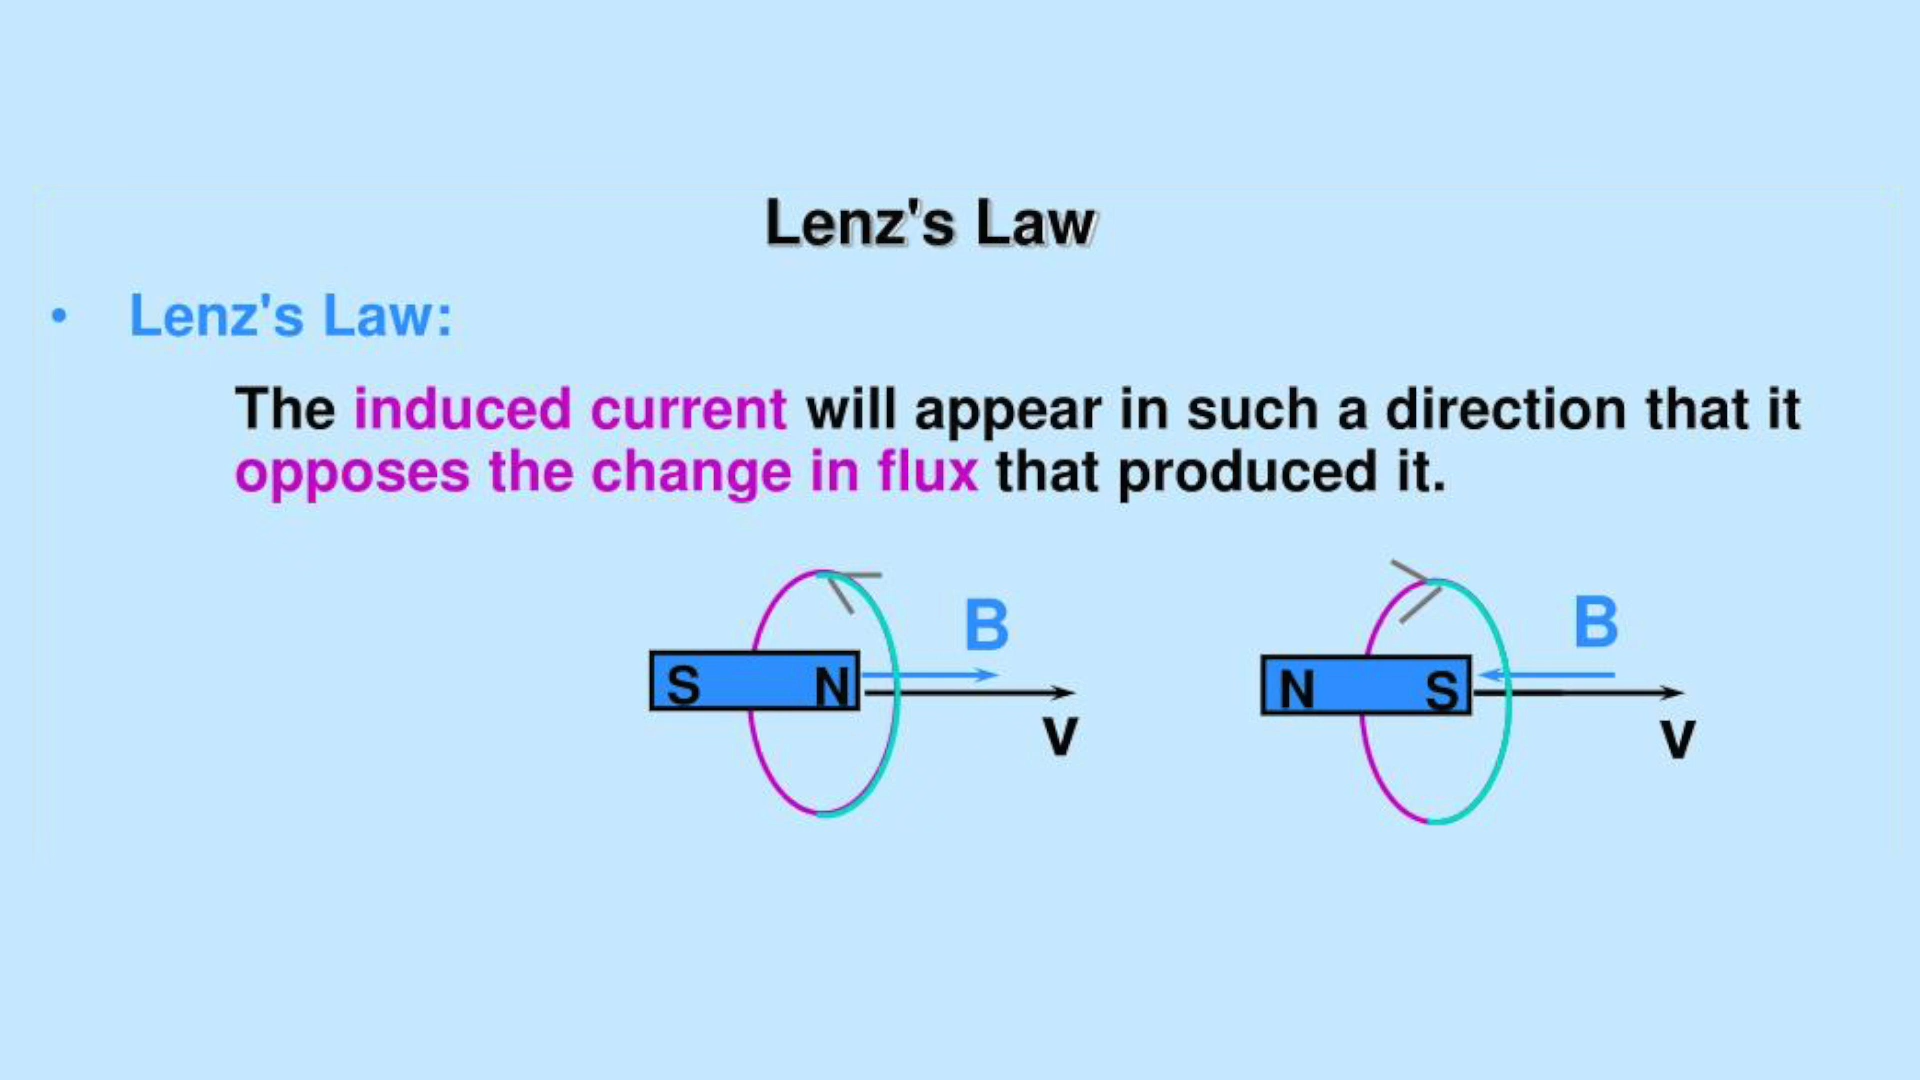 Lenz's Law
• Lenz's Law:
The induced current will appear in such a direction that it
opposes the change in flux that produced it.
B
S N
v
B
N S
v